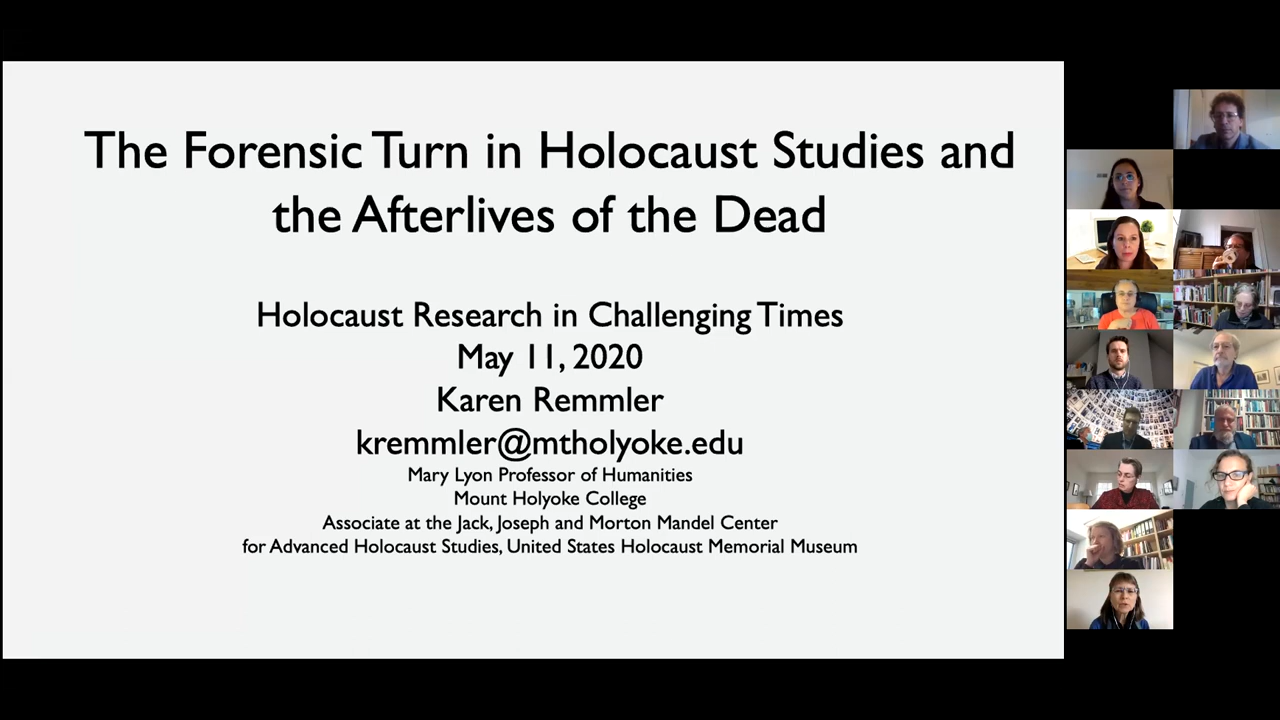 The Forensic Turn in Holocaust Studies and
the Afterlives of the Dead
Holocaust Research in Challenging Times
May 11, 2020
Karen Remmler
kremmler@mtholyoke.edu
Mary Lyon Professor of Humanities
Mount Holyoke College
Associate at the Jack, Joseph and Morton Mandel Center
for Advanced Holocaust Studies, United States Holocaust Memorial Museum